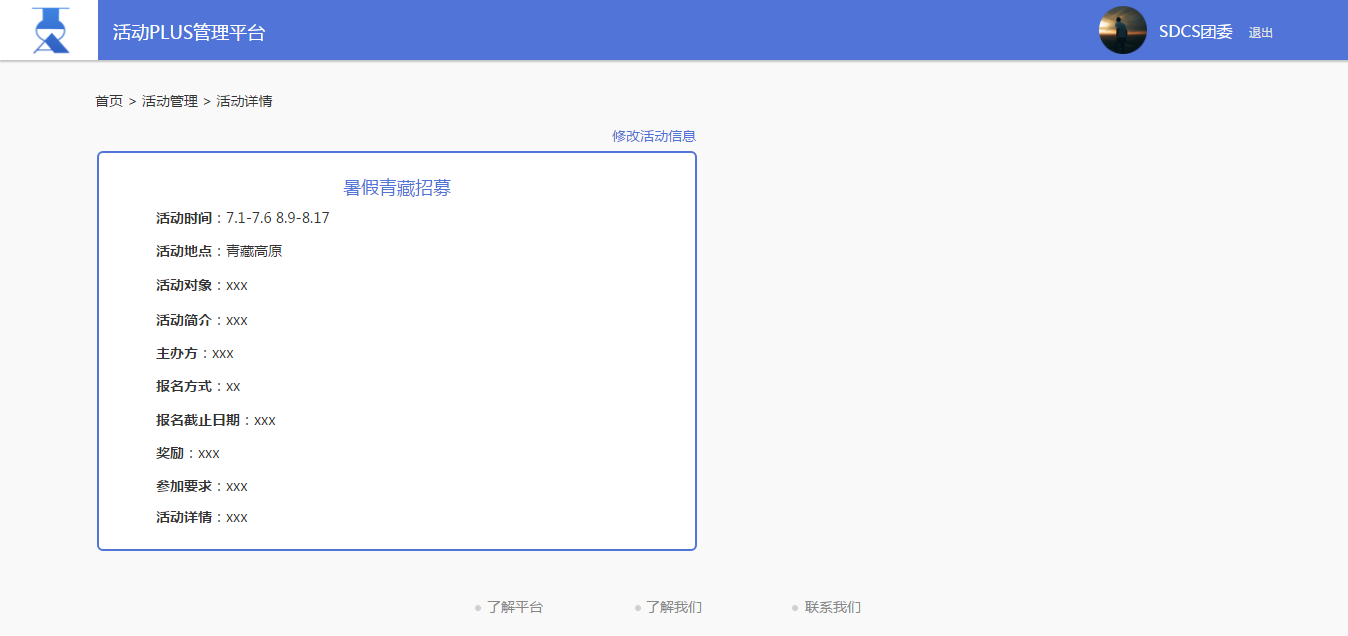 活动PLUS管理平台
SDCS团委 退出
首页 > 活动管理 > 活动详情
修改活动信息
暑假青藏招募
活动时间：7.1-7.6 8.9-8.17
活动地点：青藏高原
活动对象：xxx
活动简介：xxx
主办方：xxx
报名方式：xx
报名截止日期：xxx
奖励：xxx
参加要求：xxx
活动详情：xxx
了解平台
了解我们
联系我们